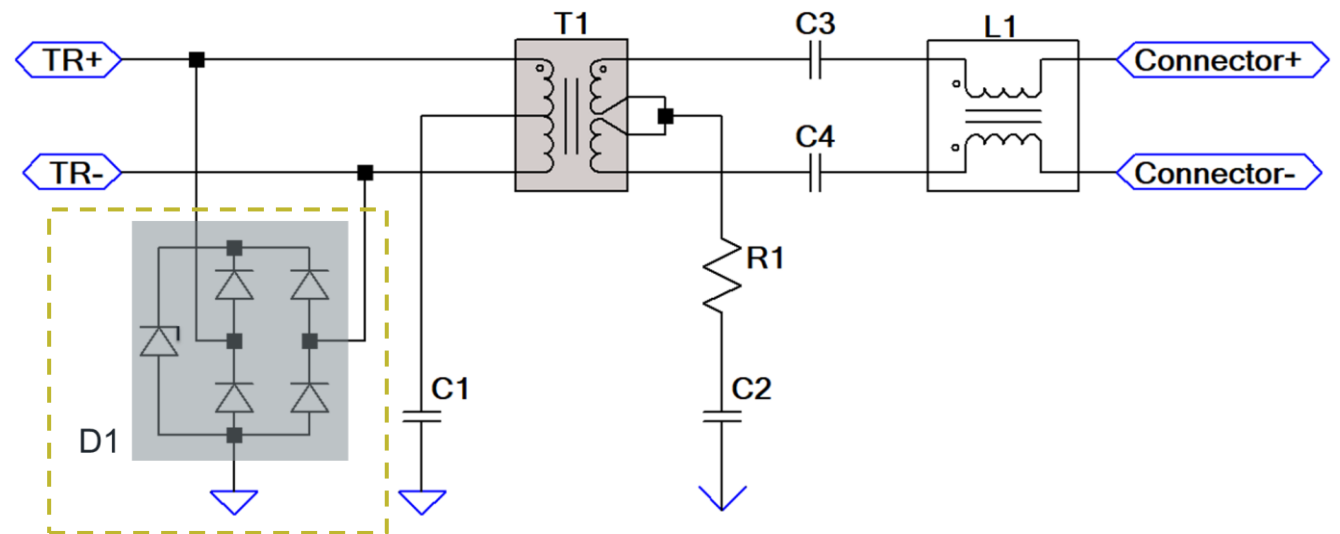 T1
C3
L1
TR+
Connector+
C4
TR-
Connector-
R1
C1
C2
D1